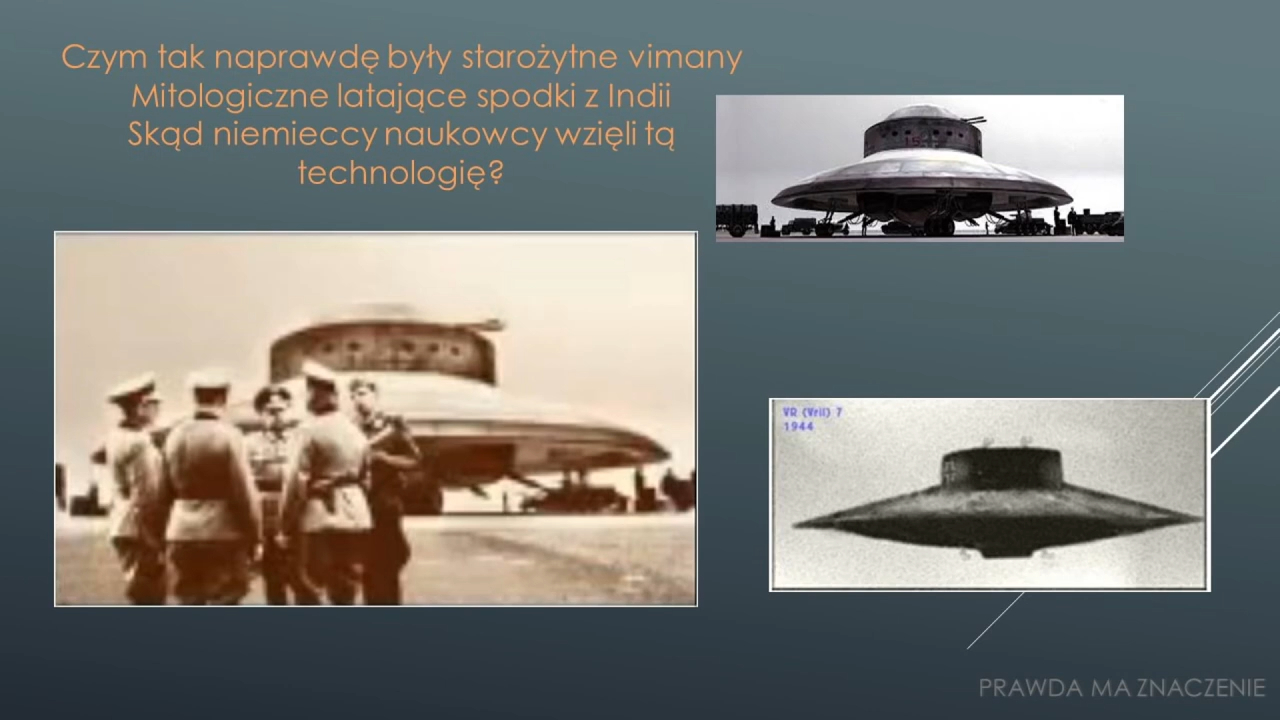 Czym tak naprawdę były starożytne vimany
Mitologiczne latające spodki z Indii
Skąd niemieccy naukowcy wzięli tą
technologię?
VR (Vril) 7
1944
PRAWDA MA ZNACZENIE